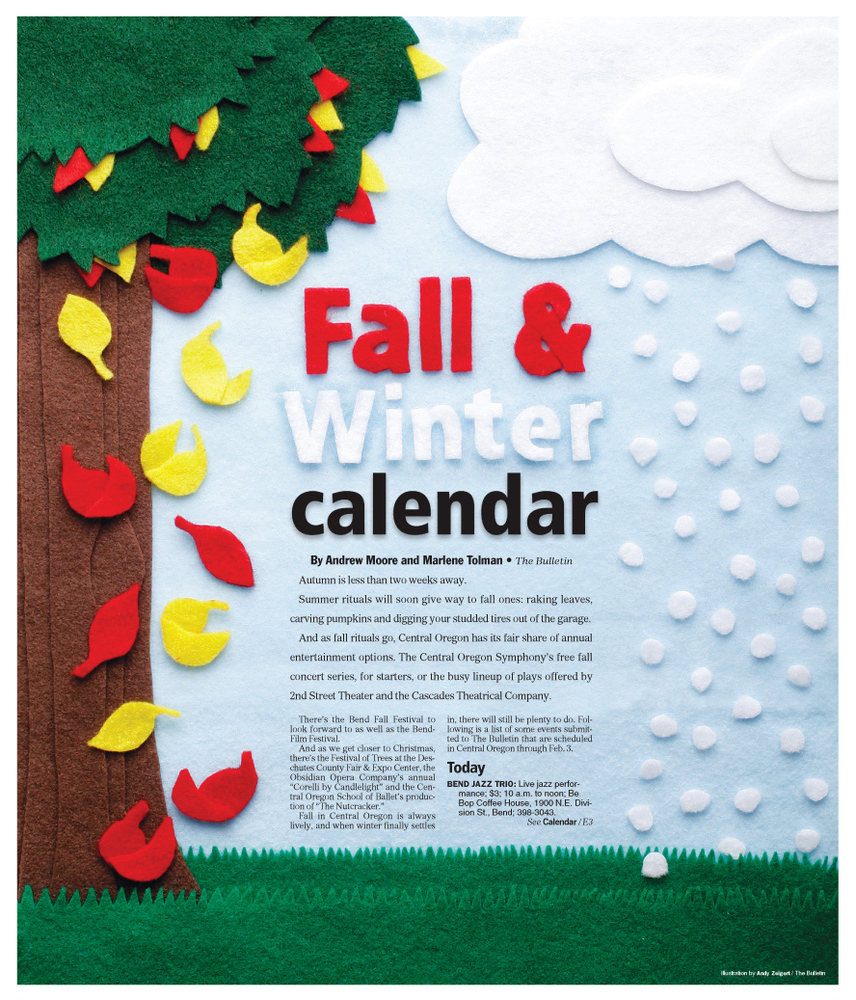 Fall &
Winter
calendar
By Andrew Moore and Marlene Tolman • The Bulletin
Autumn is less than two weeks away.
Summer rituals will soon give way to fall ones: raking leaves,
carving pumpkins and digging your studded tires out of the garage.
And as fall rituals go, Central Oregon has its fair share of annual
entertainment options. The Central Oregon Symphony's free fall
concert series, for starters, or the busy lineup of plays offered by
2nd Street Theater and the Cascades Theatrical Company.
There's the Bend Fall Festival to
look forward to as well as the Bend-
Film Festival.
And as we get closer to Christmas,
there's the Festival of Trees at the Des-
chutes County Fair & Expo Center, the
Obsidian Opera Company's annual
"Corelli by Candlelight" and the Cen-
tral Oregon School of Ballet's produc-
tion of "The Nutcracker."
Fall in Central Oregon is always
lively, and when winter finally settles
in, there will still be plenty to do. Fol-
lowing is a list of some events submit-
ted to The Bulletin that are scheduled
in Central Oregon through Feb. 3.
Today
BEND JAZZ TRIO: Live jazz perfor-
mance; $3; 10 a.m. to noon; Be
Bop Coffee House, 1900 N.E. Divi-
sion St., Bend; 398-3043.
See Calendar / E3
Illustration by Andy Zeigert / The Bulletin